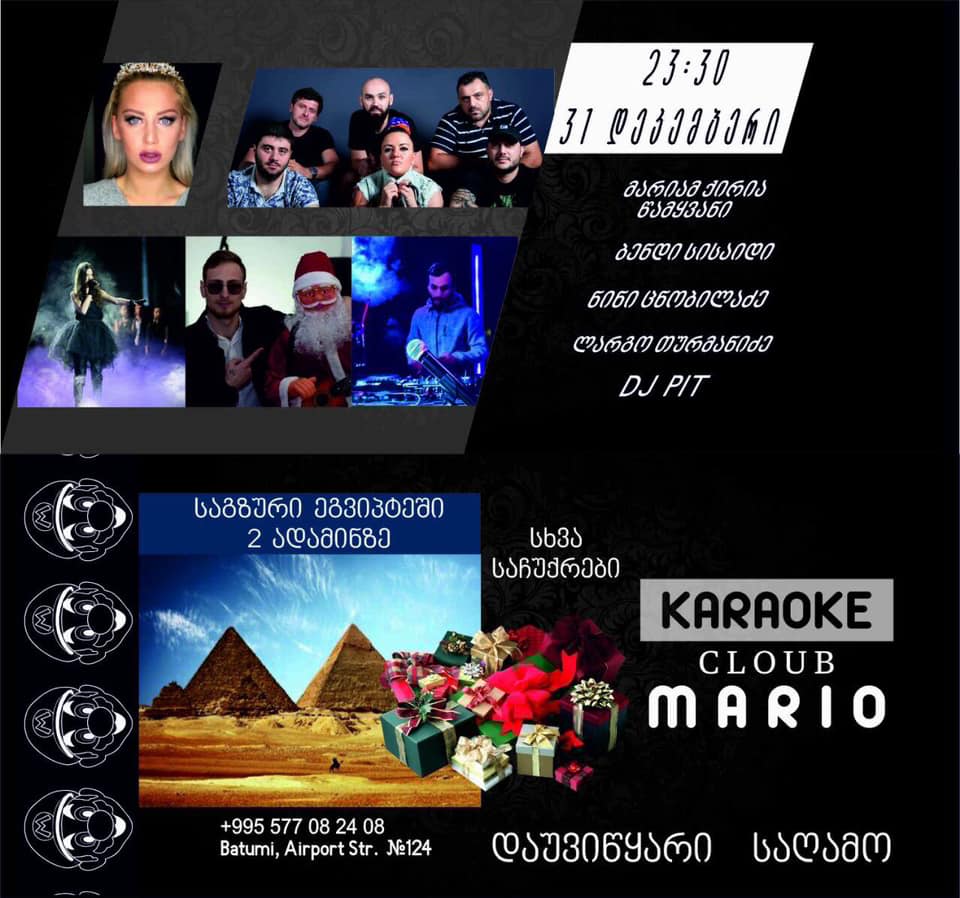 23:30
31 დეკემბერი
მარიამ ქირია
წამყვანი
ბენდი სისაიდი
ნინი ცნობილაძე
ლარგო თურმანიძე
DJ PIT
საგზური ეგვიპტეში
2 ადამინზე
სხვა
საჩუქრები
KARAOKE
CLOUB
MARIO
+995 577 08 24 08
Batumi, Airport Str. №124
დაუვიწყარი საღამო